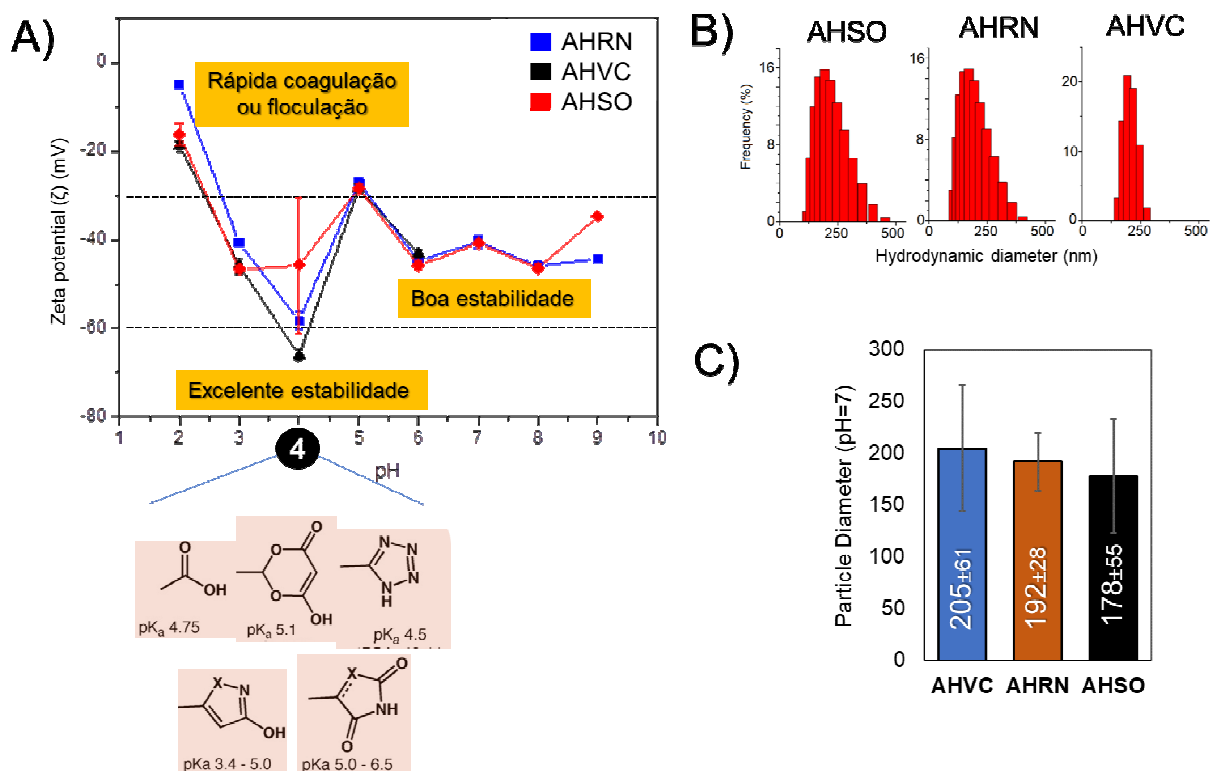 A)
Zeta potential (ζ) (mV)
0
-20
-40
-60
-80
1
2
3
4
5
6
7
8
9
10
pH
AHRN
AHVC
AHSO
Rápida coagulação
ou floculação
Boa estabilidade
Excelente estabilidade
4
O
OH
pKa 4.75
O
O
O
OH
pKa 5.1
N
N
N
N
H
pKa 4.5
X
N
OH
pKa 3.4 - 5.0
X
O
NH
O
pKa 5.0 - 6.5
B)
AHSO
AHRN
AHVC
Frequency (%)
16
12
8
4
0
0
250
500
16
12
8
4
0
0
250
500
20
10
0
0
250
500
Hydrodynamic diameter (nm)
C)
Particle Diameter (pH=7)
300
250
200
150
100
50
0
205±61
192±28
178±55
AHVC
AHRN
AHSO